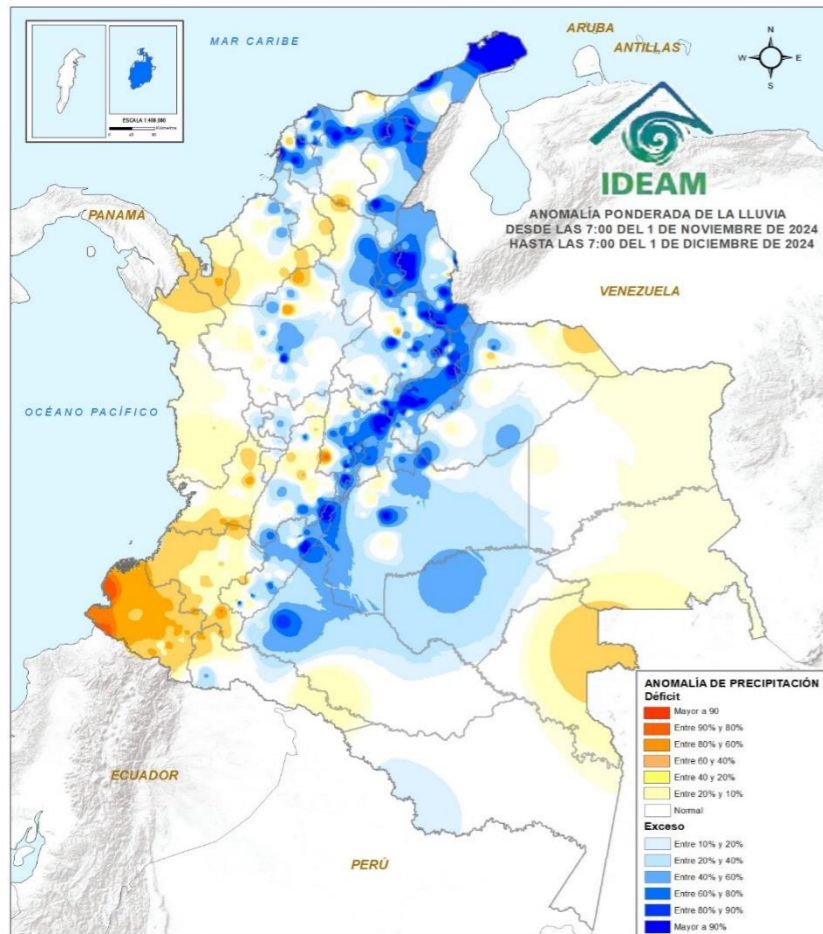 MAR CARIBE
ARUBA
ANTILLAS
N
W
E
S
ESCALA 1:400,000
IDEAM
ANOMALÍA PONDERADA DE LA LLUVIA
DESDE LAS 7:00 DEL 1 DE NOVIEMBRE DE 2024
HASTA LAS 7:00 DEL 1 DE DICIEMBRE DE 2024
PANAMÁ
VENEZUELA
OCÉANO PACÍFICO
ECUADOR
PERÚ
ANOMALÍA DE PRECIPITACIÓN
Déficit
Mayor a 90
Entre 90% y 80%
Entre 80% y 60%
Entre 60 y 40%
Entre 40 y 20%
Entre 20% y 10%
Normal
Exceso
Entre 10% y 20%
Entre 20% y 40%
Entre 40% y 60%
Entre 60% y 80%
Entre 80% y 90%
Mayor a 90%